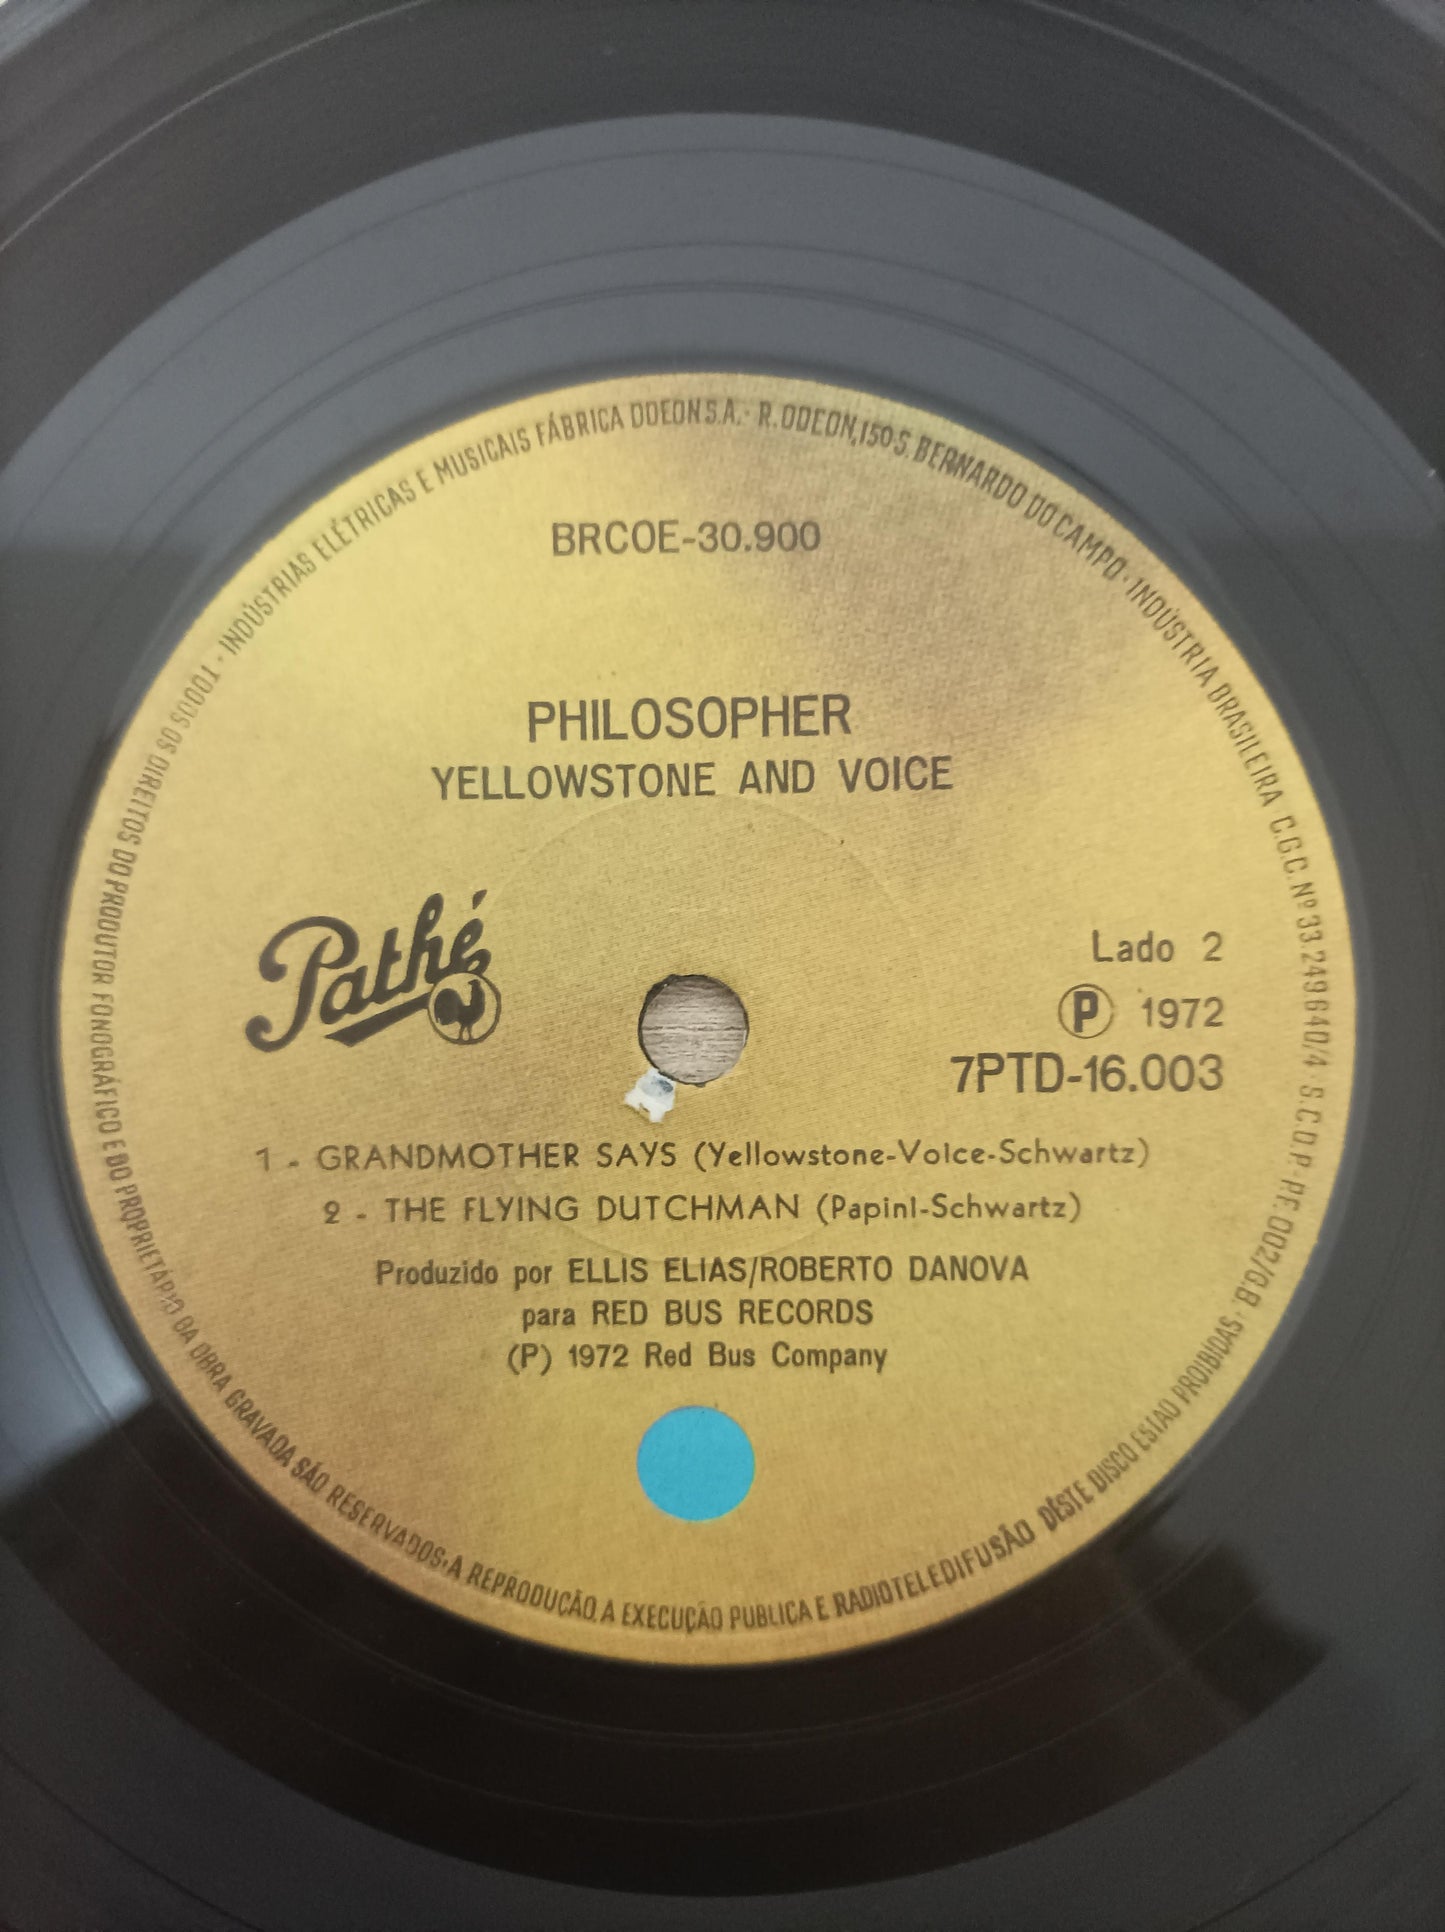 INDÚSTRIAS ELÉTRICAS E MUSICAIS FÁBRICA ODEON S.A. · R. ODEON, 150-S. BERNARDO DO CAMPO · INDÚSTRIA BRASILEIRA C.G.C. Nº 33.249.640/4 · S.C.D.P-PF. 002/G.B. ·
BRCOE-30.900
PHILOSOPHER
YELLOWSTONE AND VOICE
Pathé
Lado 2
Ⓟ 1972
7PTD-16.003
1 - GRANDMOTHER SAYS (Yellowstone-Voice-Schwartz)
2 - THE FLYING DUTCHMAN (Papini-Schwartz)
Produzido por ELLIS ELIAS/ROBERTO DANOVA
para RED BUS RECORDS
(P) 1972 Red Bus Company
TODOS OS DIREITOS DO PRODUTOR FONOGRÁFICO E DO PROPRIETÁRIO DA OBRA GRAVADA SÃO RESERVADOS · A REPRODUÇÃO A EXECUÇÃO PUBLICA E RADIOTELEDIFUSÃO DÊSTE DISCO ESTAO PROIBIDAS ·